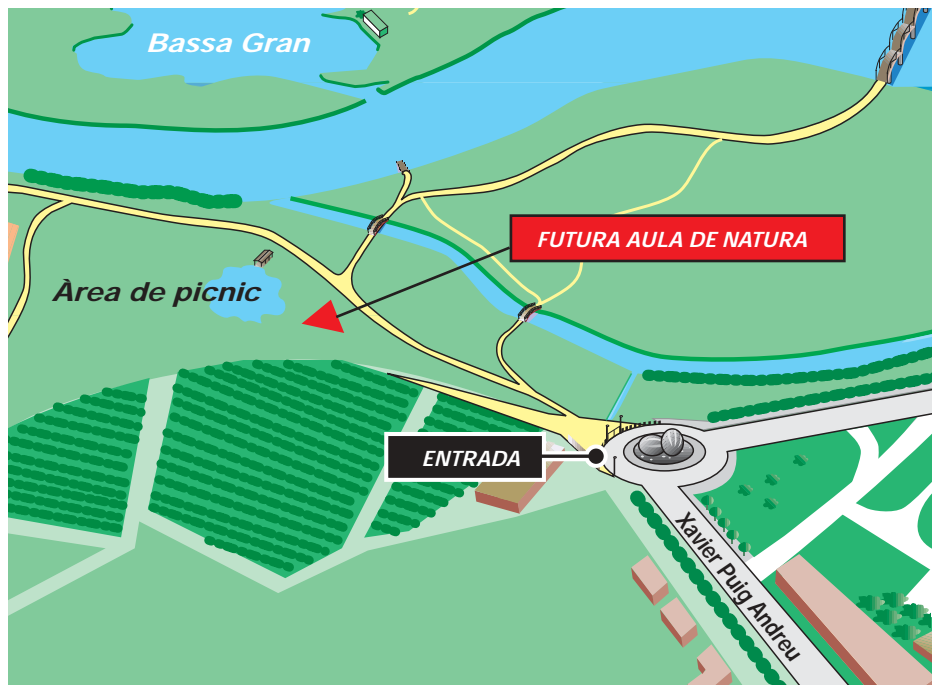 Bassa Gran
FUTURA AULA DE NATURA
Àrea de picnic
ENTRADA
Xavier Puig Andreu